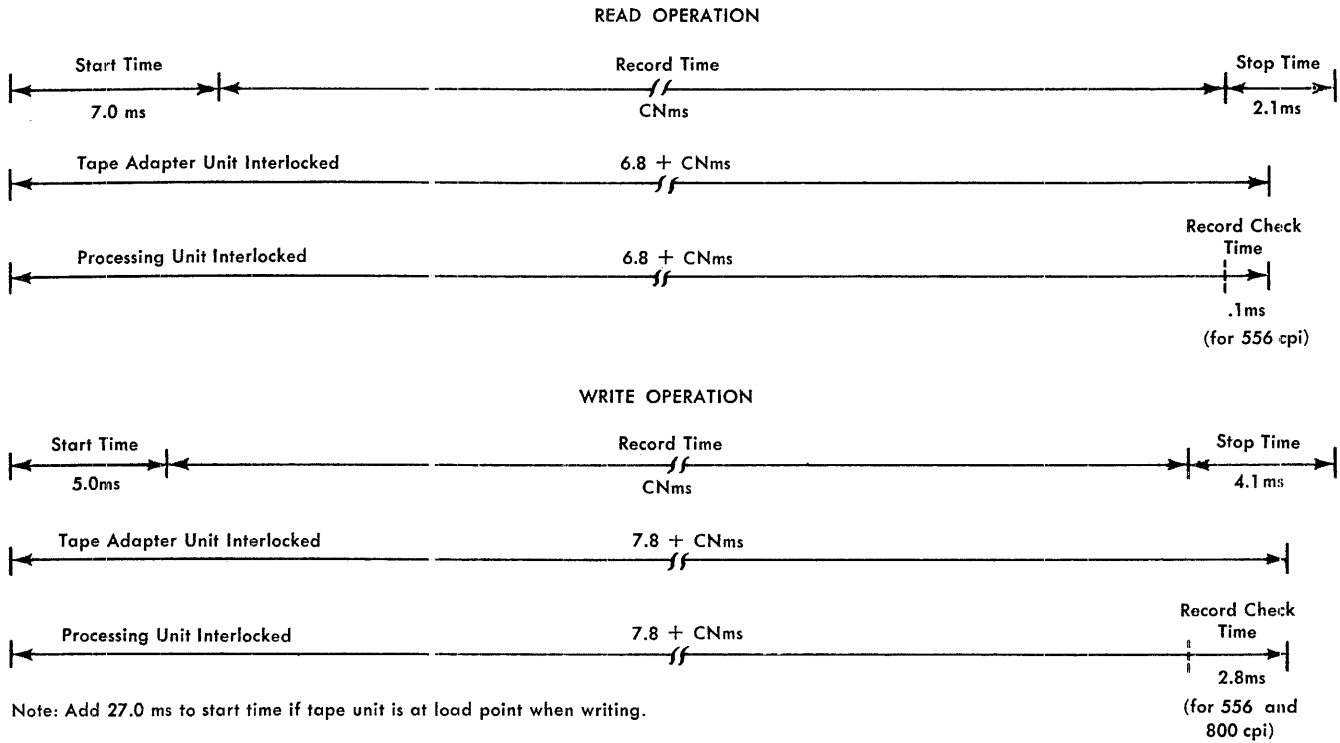 READ OPERATION
Start Time
Record Time
Stop Time
7.0 ms
CNms
2.1ms
Tape Adapter Unit Interlocked
6.8 + CNms
Record Check
Time
Processing Unit Interlocked
6.8 + CNms
.1ms
(for 556 cpi)
WRITE OPERATION
Start Time
Record Time
Stop Time
5.0ms
CNms
4.1ms
Tape Adapter Unit Interlocked
7.8 + CNms
Record Check
Time
Processing Unit Interlocked
7.8 + CNms
2.8ms
(for 556 and
800 cpi)
Note: Add 27.0 ms to start time if tape unit is at load point when writing.